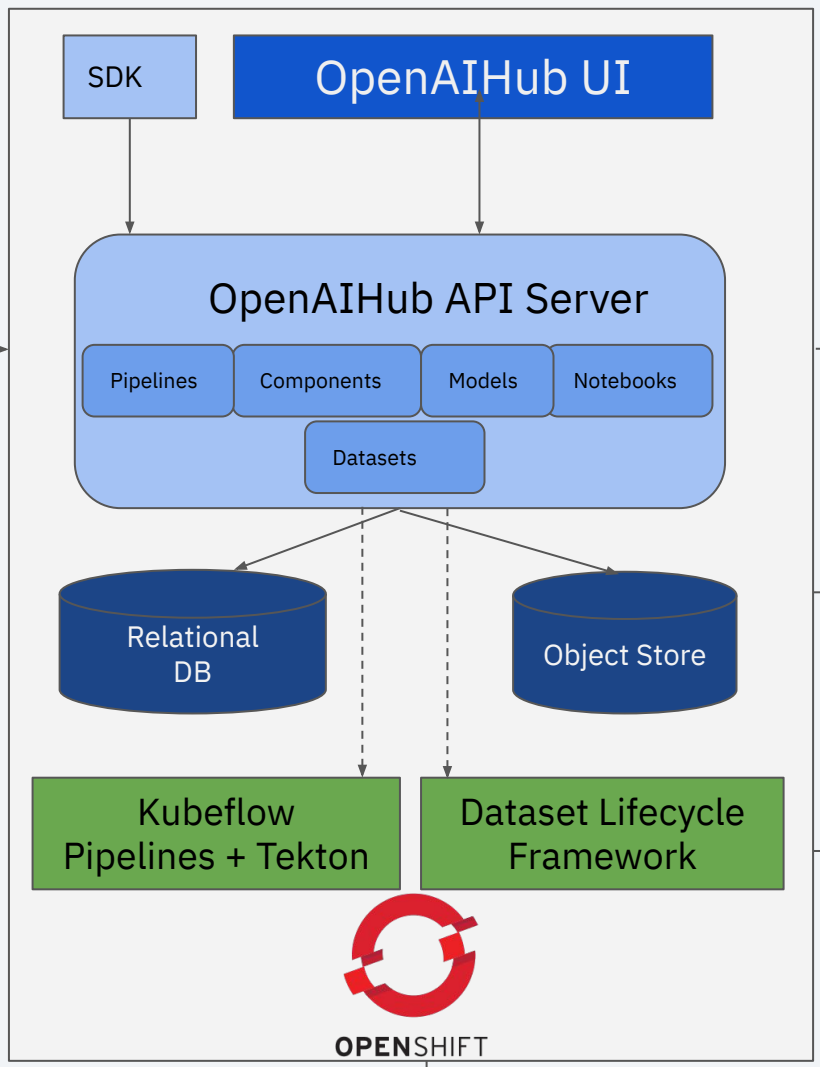 SDK
OpenAIHub UI
OpenAIHub API Server
Pipelines
Components
Models
Notebooks
Datasets
Relational
DB
Object Store
Kubeflow
Pipelines + Tekton
Dataset Lifecycle
Framework
OPENSHIFT